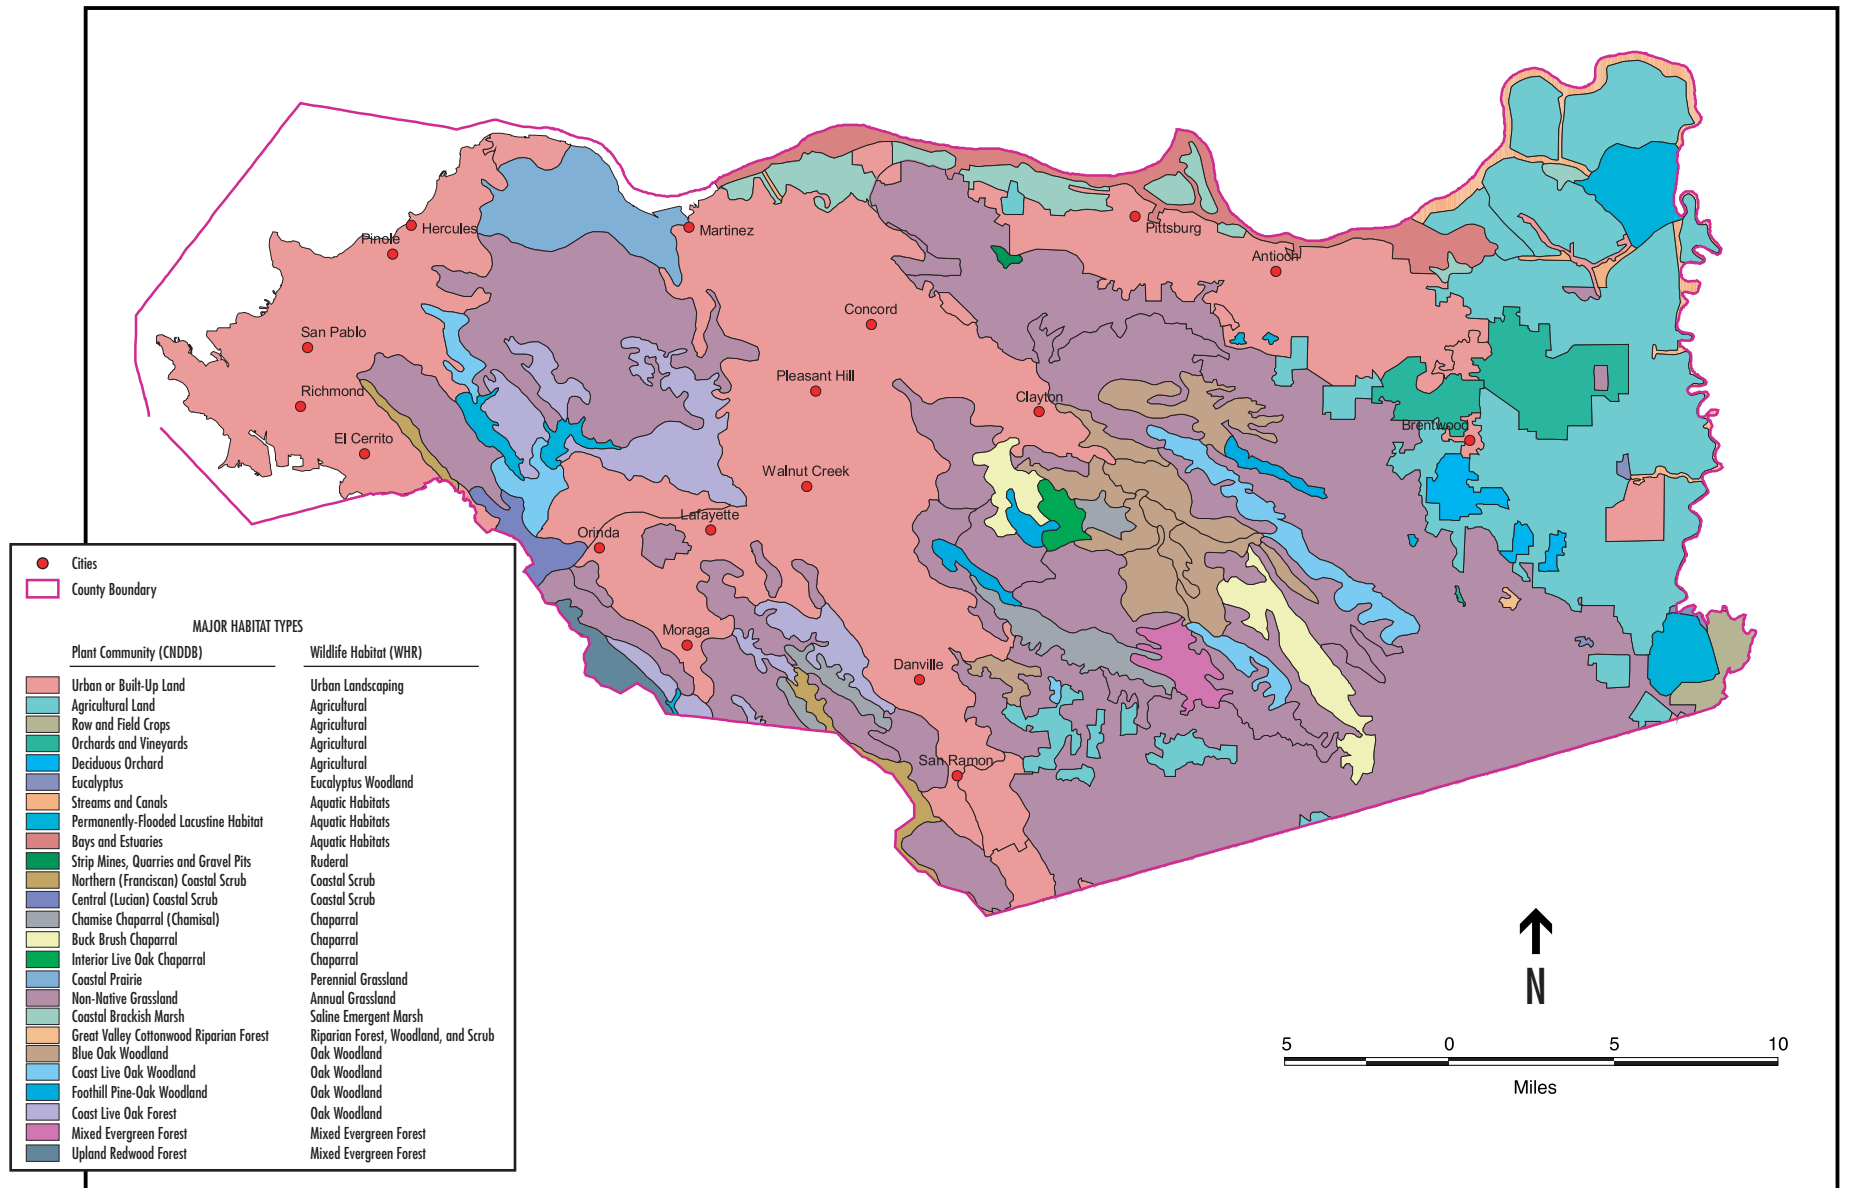 Hercules
Pinole
Martinez
Pittsburg
Antioch
Concord
San Pablo
Pleasant Hill
Richmond
Clayton
Brentwood
El Cerrito
Walnut Creek
Lafayette
Orinda
Moraga
Danville
San Ramon
Cities
County Boundary
MAJOR HABITAT TYPES
Plant Community (CNDDB) Wildlife Habitat (WHR)
Urban or Built-Up Land Urban Landscaping
Agricultural Land Agricultural
Row and Field Crops Agricultural
Orchards and Vineyards Agricultural
Deciduous Orchard Agricultural
Eucalyptus Eucalyptus Woodland
Streams and Canals Aquatic Habitats
Permanently-Flooded Lacustine Habitat Aquatic Habitats
Bays and Estuaries Aquatic Habitats
Strip Mines, Quarries and Gravel Pits Ruderal
Northern (Franciscan) Coastal Scrub Coastal Scrub
Central (Lucian) Coastal Scrub Coastal Scrub
Chamise Chaparral (Chamisal) Chaparral
Buck Brush Chaparral Chaparral
Interior Live Oak Chaparral Chaparral
Coastal Prairie Perennial Grassland
Non-Native Grassland Annual Grassland
Coastal Brackish Marsh Saline Emergent Marsh
Great Valley Cottonwood Riparian Forest Riparian Forest, Woodland, and Scrub
Blue Oak Woodland Oak Woodland
Coast Live Oak Woodland Oak Woodland
Foothill Pine-Oak Woodland Oak Woodland
Coast Live Oak Forest Oak Woodland
Mixed Evergreen Forest Mixed Evergreen Forest
Upland Redwood Forest Mixed Evergreen Forest
N
5 0 5 10
Miles